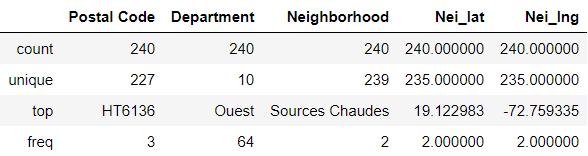 Postal Code Department Neighborhood Nei_lat Nei_lng
count 240 240 240 240.000000 240.000000
unique 227 10 239 235.000000 235.000000
top HT6136 Ouest Sources Chaudes 19.122983 -72.759335
freq 3 64 2 2.000000 2.000000